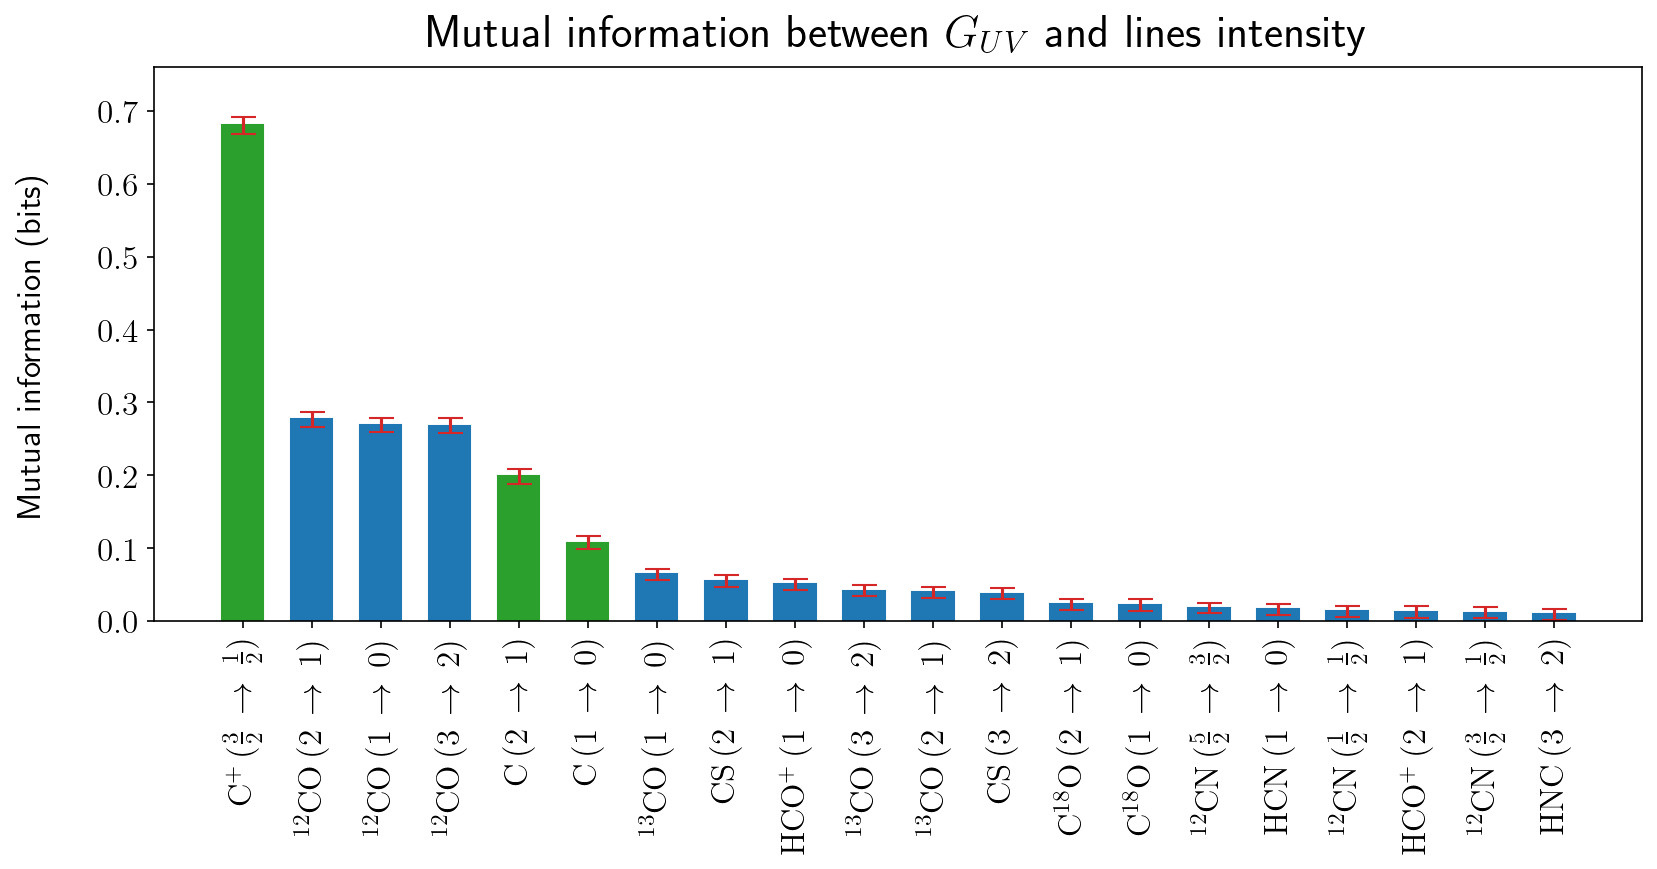 Mutual information between G_UV and lines intensity
Mutual information (bits)
0.7
0.6
0.5
0.4
0.3
0.2
0.1
0.0
C⁺ (3/2 → 1/2)
¹²CO (2 → 1)
¹²CO (1 → 0)
¹²CO (3 → 2)
C (2 → 1)
C (1 → 0)
¹³CO (1 → 0)
CS (2 → 1)
HCO⁺ (1 → 0)
¹³CO (3 → 2)
¹³CO (2 → 1)
CS (3 → 2)
C¹⁸O (2 → 1)
C¹⁸O (1 → 0)
¹²CN (5/2 → 3/2)
HCN (1 → 0)
¹²CN (1/2 → 1/2)
HCO⁺ (2 → 1)
¹²CN (3/2 → 1/2)
HNC (3 → 2)